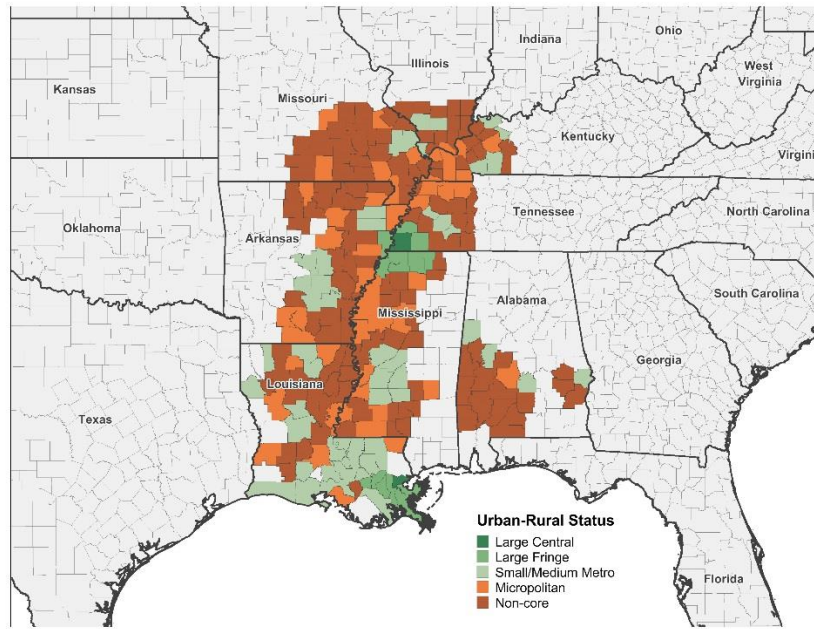 Indiana
Ohio
Illinois
West
Virginia
Kansas
Missouri
Kentucky
Virgini
Tennessee
North Carolina
Oklahoma
Arkansas
South Carolina
Alabama
Mississippi
Georgia
Louisiana
Texas
Urban-Rural Status
Large Central
Large Fringe
Small/Medium Metro
Micropolitan
Non-core
Florida